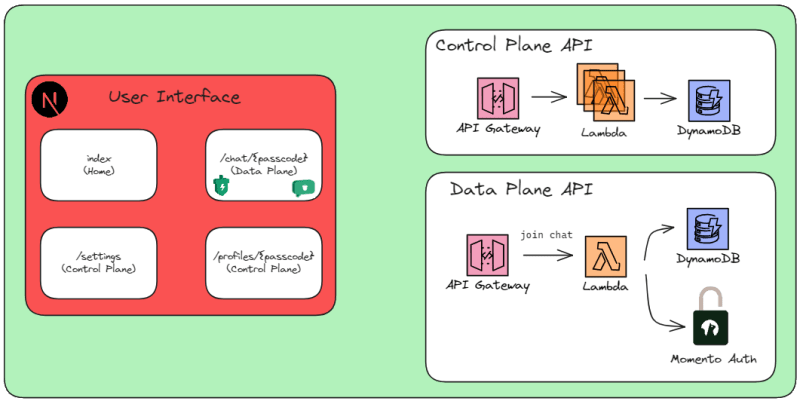 N
User Interface
index
(Home)
/chat/{passcode}
(Data Plane)
/settings
(Control Plane)
/profiles/{passcode}
(Control Plane)
Control Plane API
API Gateway
Lambda
DynamoDB
Data Plane API
join chat
API Gateway
Lambda
DynamoDB
Momento Auth